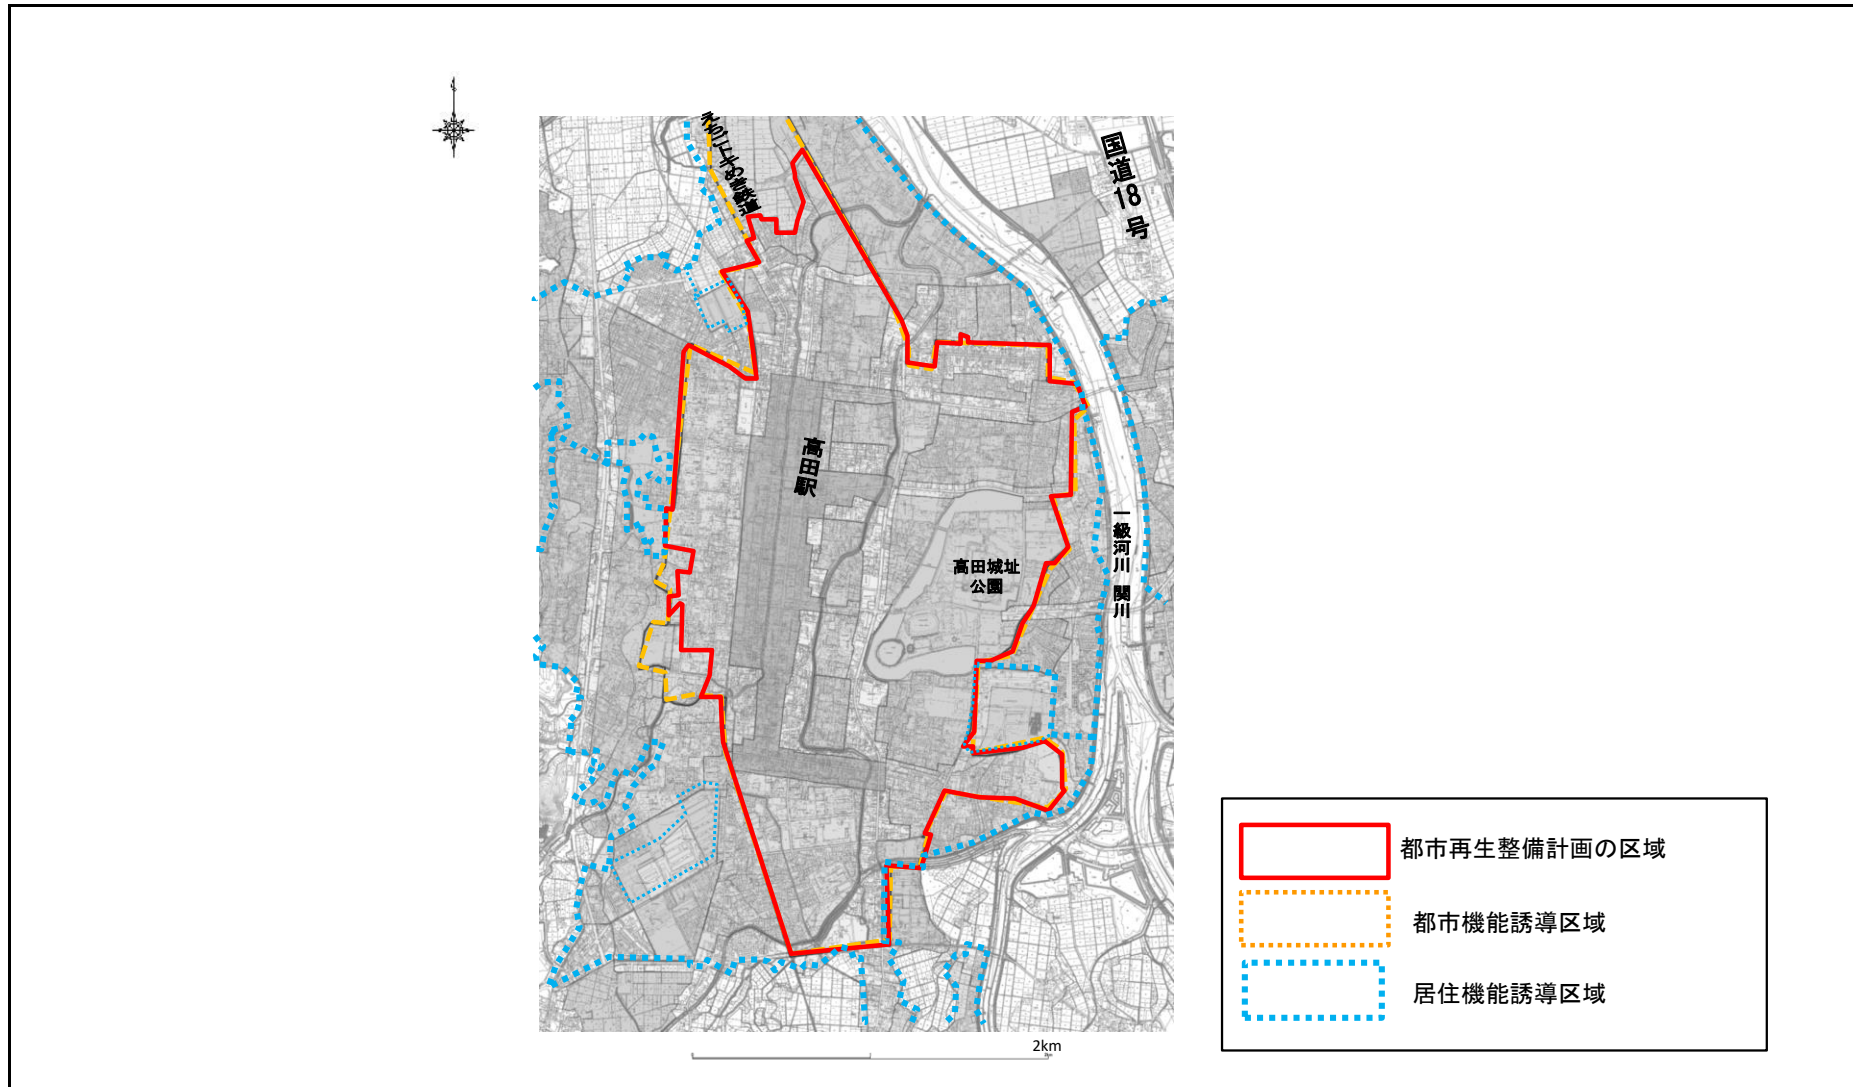 えちごトキめき鉄道
国道18号
高田駅
高田城址
公園
一級河川 関川
2km
都市再生整備計画の区域
都市機能誘導区域
居住機能誘導区域